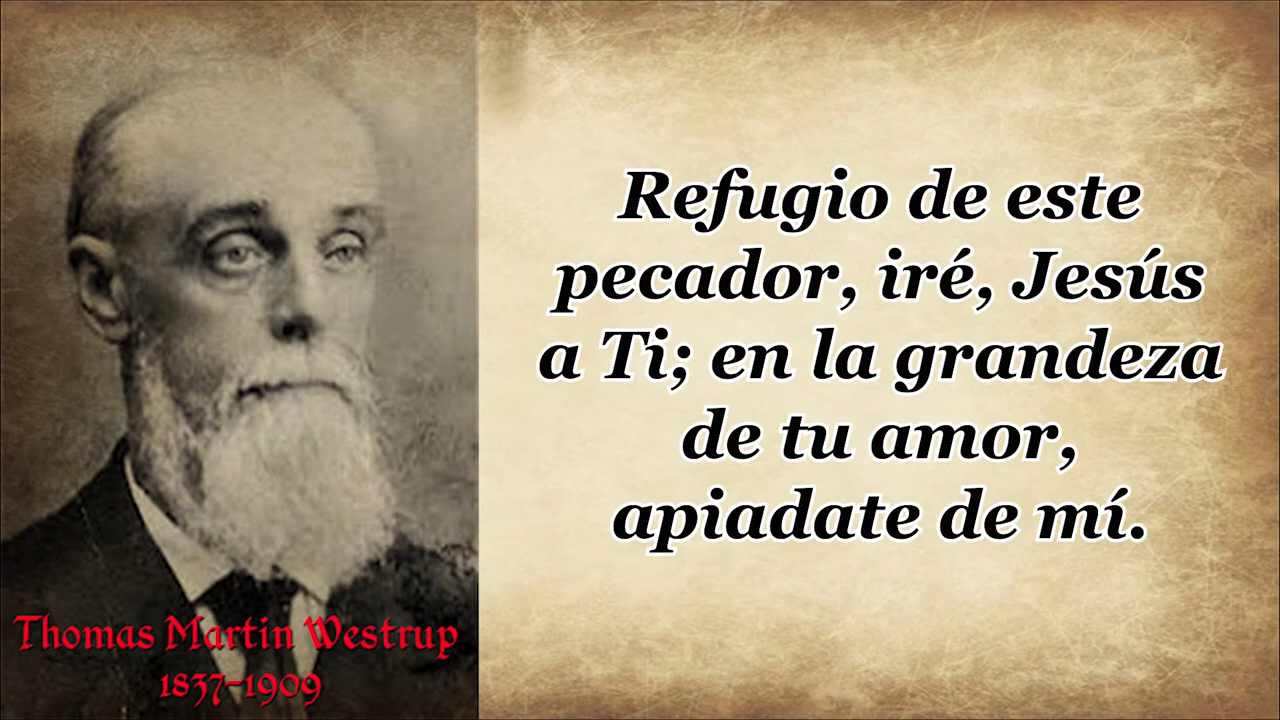 Refugio de este
pecador, iré, Jesús
a Ti; en la grandeza
de tu amor,
apiadate de mí.
Thomas Martin Westrup
1837-1909